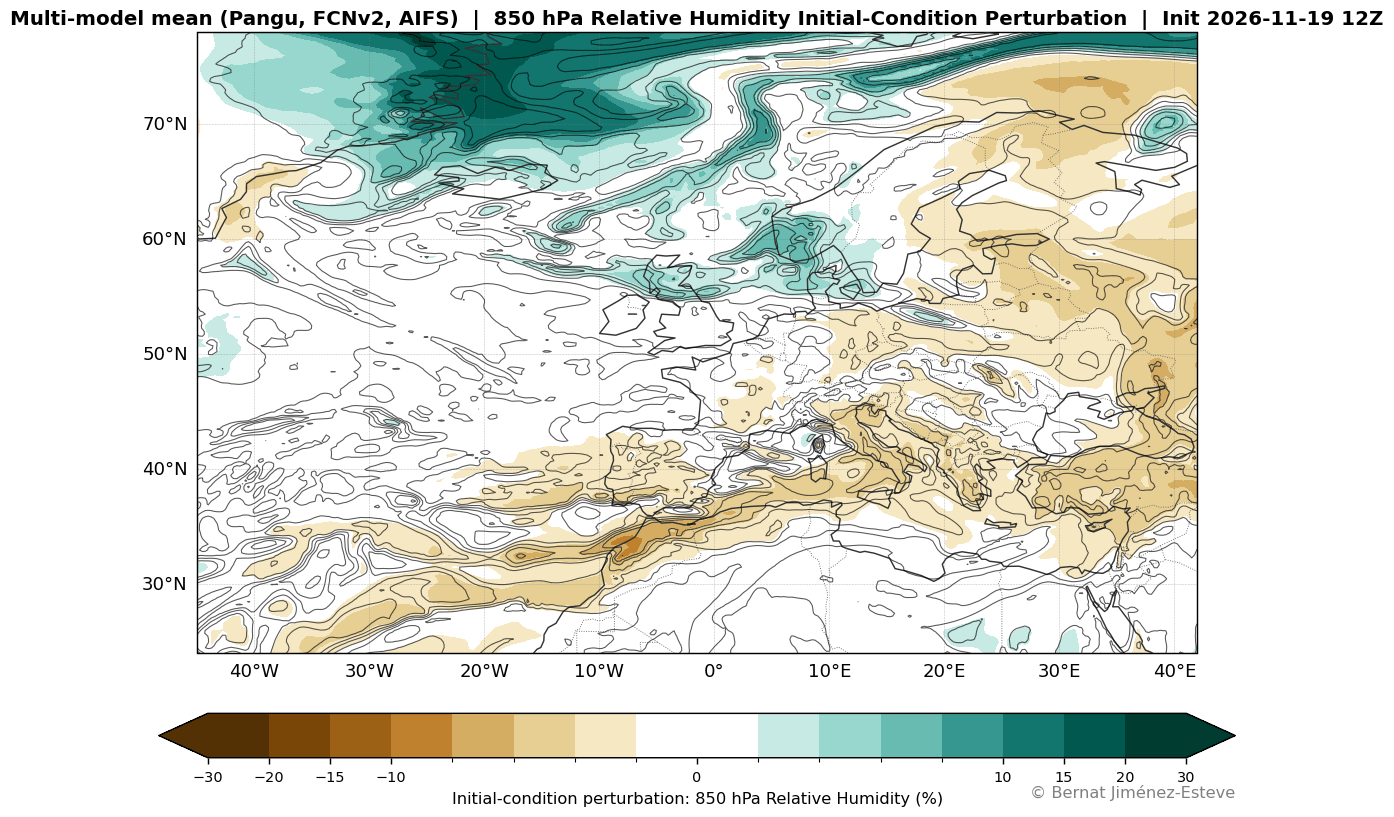 Multi-model mean (Pangu, FCNv2, AIFS)  |  850 hPa Relative Humidity Initial-Condition Perturbation  |  Init 2026-11-19 12Z
70°N
60°N
50°N
40°N
30°N
40°W 30°W 20°W 10°W 0° 10°E 20°E 30°E 40°E
−30 −20 −15 −10 0 10 15 20 30
Initial-condition perturbation: 850 hPa Relative Humidity (%)
© Bernat Jiménez-Esteve